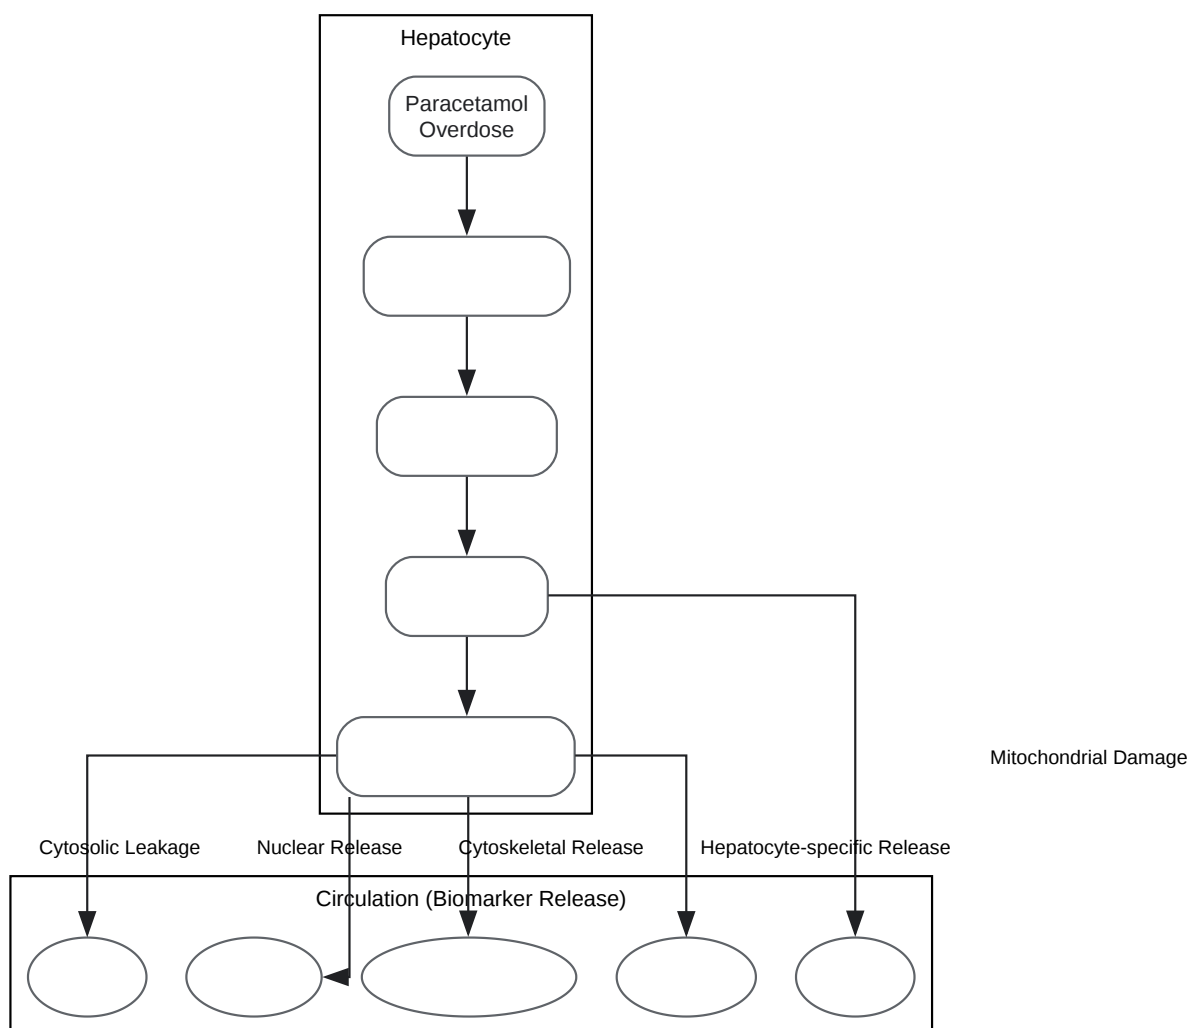 Hepatocyte
Paracetamol
Overdose
Mitochondrial Damage
Cytosolic Leakage
Nuclear Release
Cytoskeletal Release
Hepatocyte-specific Release
Circulation (Biomarker Release)